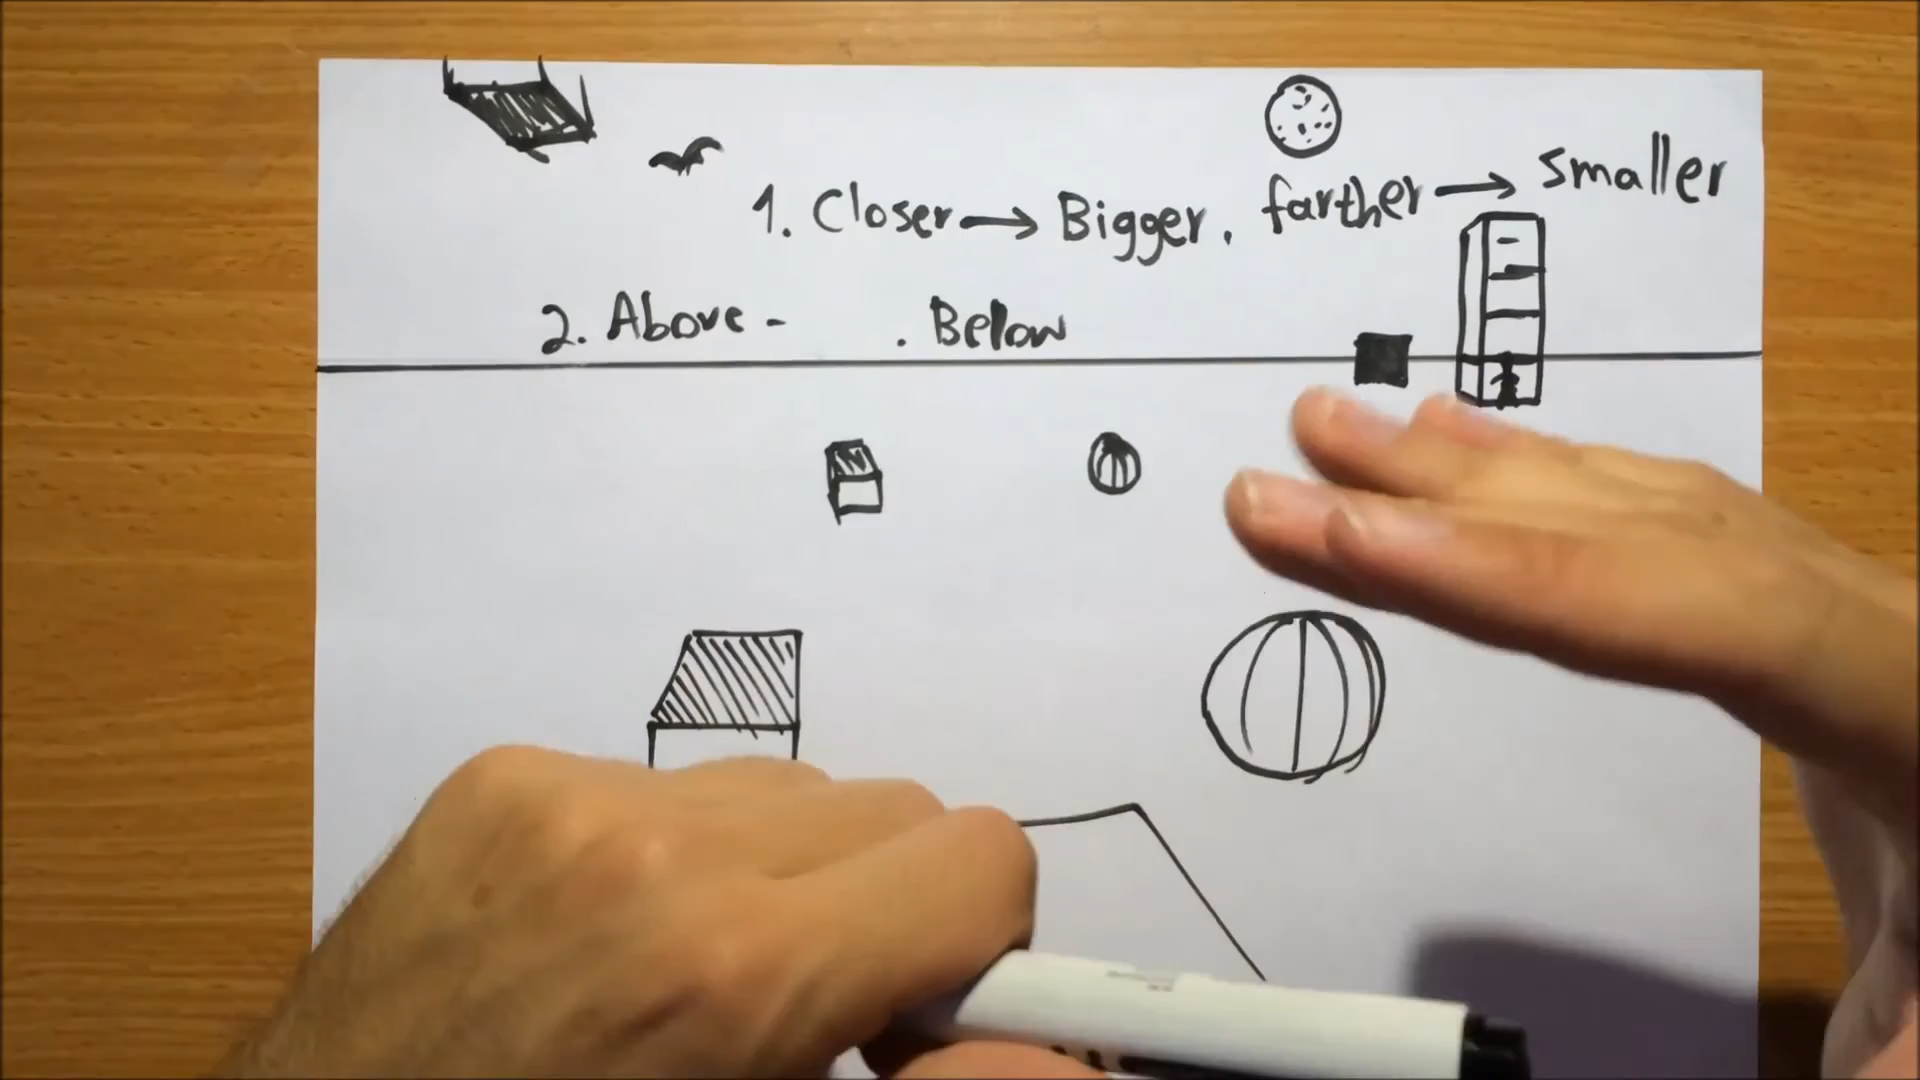 1. Closer → Bigger. farther → smaller
2. Above - . Below